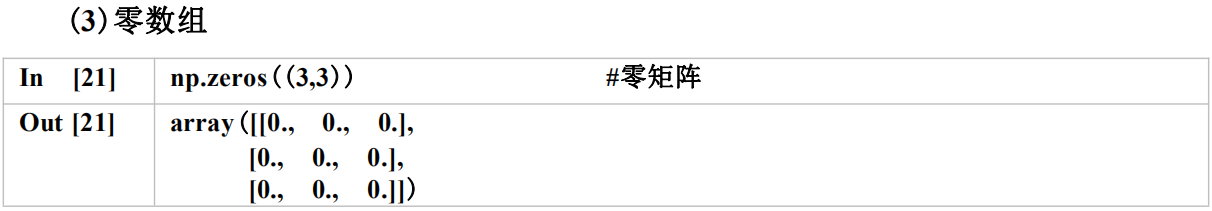 (3)零数组
In [21] np.zeros((3,3)) #零矩阵
Out [21] array([[0., 0., 0.],
[0., 0., 0.],
[0., 0., 0.]])